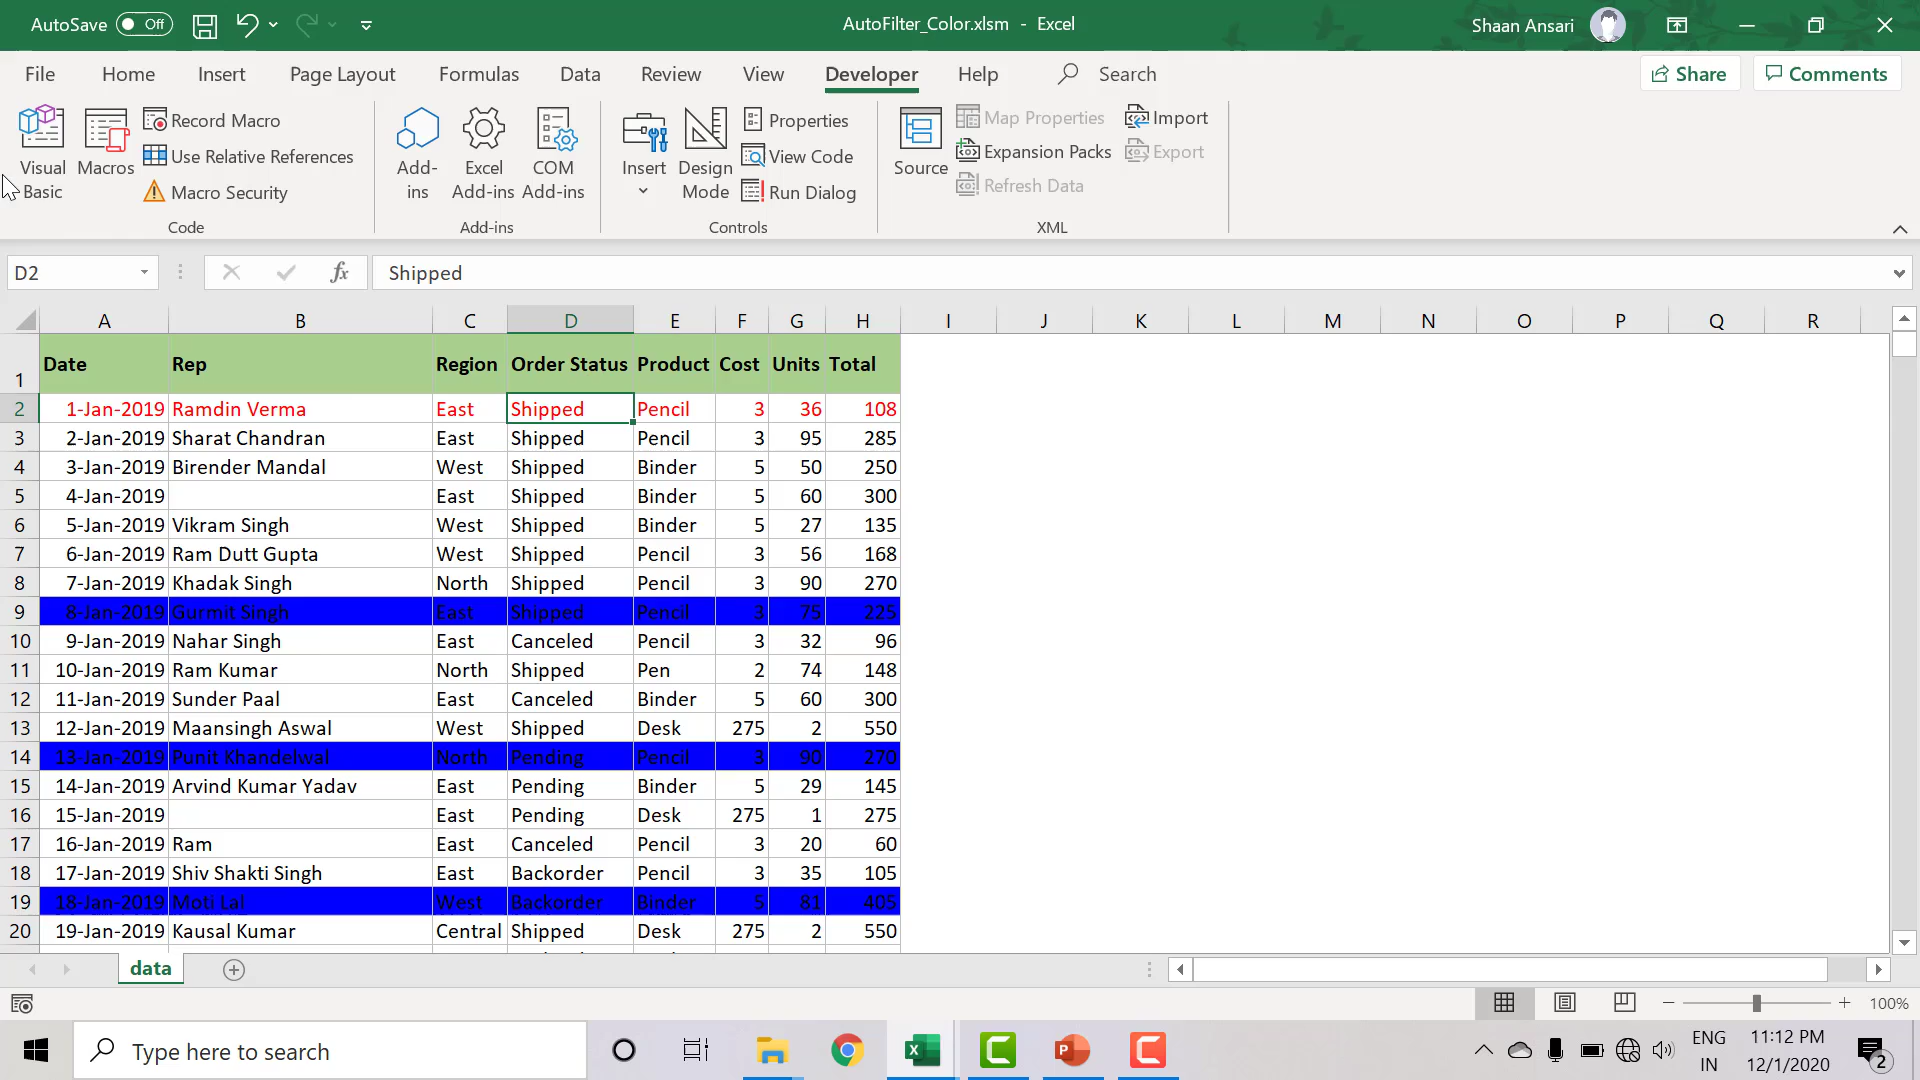 AutoSave Off AutoFilter_Color.xlsm - Excel Shaan Ansari
File Home Insert Page Layout Formulas Data Review View Developer Help Search Share Comments
Visual Basic
Macros
Record Macro
Use Relative References
Macro Security
Code
Add-ins
Excel Add-ins
COM Add-ins
Add-ins
Insert
Design Mode
Properties
View Code
Run Dialog
Controls
Source
Map Properties
Expansion Packs
Refresh Data
Import
Export
XML
D2 fx Shipped
A B C D E F G H I J K L M N O P Q R
1 Date Rep Region Order Status Product Cost Units Total
2 1-Jan-2019 Ramdin Verma East Shipped Pencil 3 36 108
3 2-Jan-2019 Sharat Chandran East Shipped Pencil 3 95 285
4 3-Jan-2019 Birender Mandal West Shipped Binder 5 50 250
5 4-Jan-2019 East Shipped Binder 5 60 300
6 5-Jan-2019 Vikram Singh West Shipped Binder 5 27 135
7 6-Jan-2019 Ram Dutt Gupta West Shipped Pencil 3 56 168
8 7-Jan-2019 Khadak Singh North Shipped Pencil 3 90 270
9 8-Jan-2019 Gurmit Singh East Shipped Pencil 3 75 225
10 9-Jan-2019 Nahar Singh East Canceled Pencil 3 32 96
11 10-Jan-2019 Ram Kumar North Shipped Pen 2 74 148
12 11-Jan-2019 Sunder Paal East Canceled Binder 5 60 300
13 12-Jan-2019 Maansingh Aswal West Shipped Desk 275 2 550
14 13-Jan-2019 Punit Khandelwal North Pending Pencil 3 90 270
15 14-Jan-2019 Arvind Kumar Yadav East Pending Binder 5 29 145
16 15-Jan-2019 East Pending Desk 275 1 275
17 16-Jan-2019 Ram East Canceled Pencil 3 20 60
18 17-Jan-2019 Shiv Shakti Singh East Backorder Pencil 3 35 105
19 18-Jan-2019 Moti Lal West Backorder Binder 5 81 405
20 19-Jan-2019 Kausal Kumar Central Shipped Desk 275 2 550
data
100%
Type here to search
ENG
IN
11:12 PM
12/1/2020
2